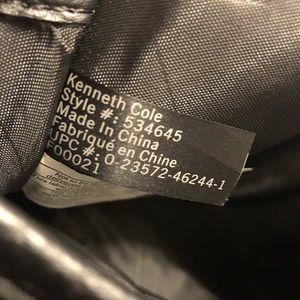 Kenneth Cole
Style #: 534645
Made In China
Fabriqué en Chine
UPC #: 0-23572-46244-1
F00021